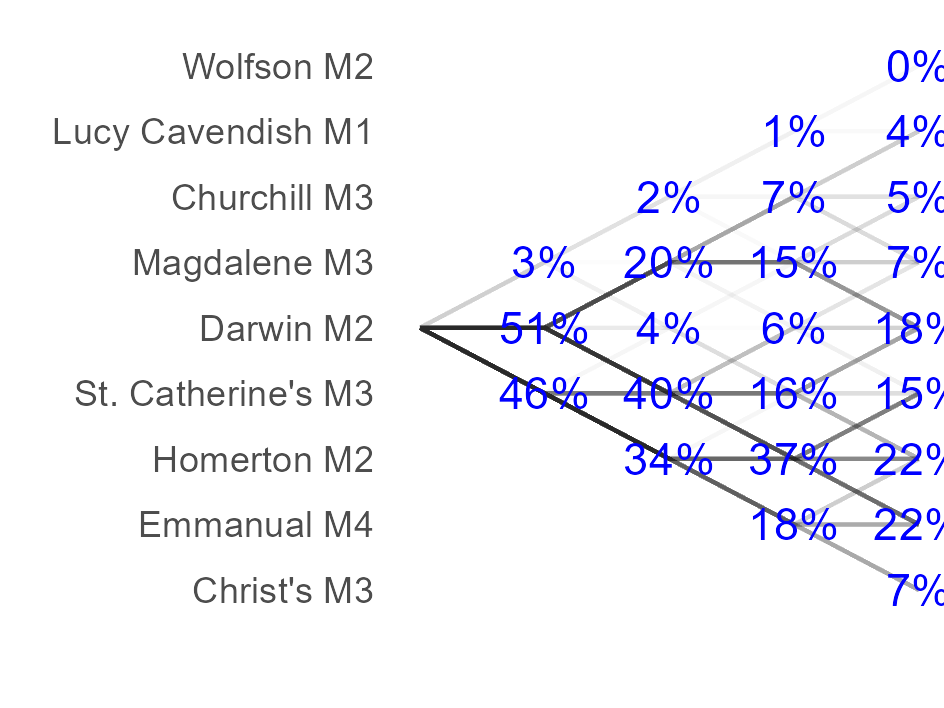 Wolfson M2 0%
Lucy Cavendish M1 1% 4%
Churchill M3 2% 7% 5%
Magdalene M3 3% 20% 15% 7%
Darwin M2 51% 4% 6% 18%
St. Catherine's M3 46% 40% 16% 15%
Homerton M2 34% 37% 22%
Emmanual M4 18% 22%
Christ's M3 7%